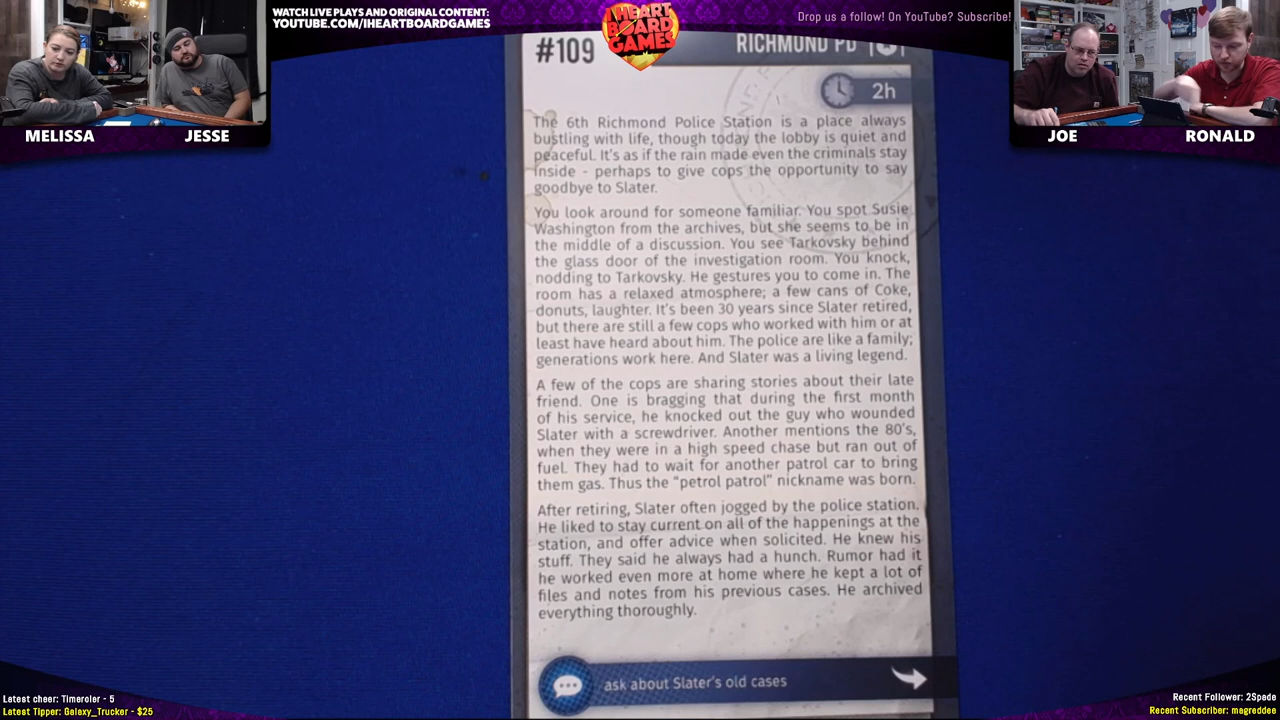 WATCH LIVE PLAYS AND ORIGINAL CONTENT:
YOUTUBE.COM/IHEARTBOARDGAMES
I HEART
BOARD
GAMES
Drop us a follow! On YouTube? Subscribe!
MELISSA
JESSE
JOE
RONALD
#109
RICHMOND PD
2h
The 6th Richmond Police Station is a place always
bustling with life, though today the lobby is quiet and
peaceful. It's as if the rain made even the criminals stay
inside - perhaps to give cops the opportunity to say
goodbye to Slater.
You look around for someone familiar. You spot Susie
Washington from the archives, but she seems to be in
the middle of a discussion. You see Tarkovsky behind
the glass door of the investigation room. You knock,
nodding to Tarkovsky. He gestures you to come in. The
room has a relaxed atmosphere; a few cans of Coke,
donuts, laughter. It's been 30 years since Slater retired,
but there are still a few cops who worked with him or at
least have heard about him. The police are like a family;
generations work here. And Slater was a living legend.
A few of the cops are sharing stories about their late
friend. One is bragging that during the first month
of his service, he knocked out the guy who wounded
Slater with a screwdriver. Another mentions the 80's,
when they were in a high speed chase but ran out of
fuel. They had to wait for another patrol car to bring
them gas. Thus the "petrol patrol" nickname was born.
After retiring, Slater often jogged by the police station.
He liked to stay current on all of the happenings at the
station, and offer advice when solicited. He knew his
stuff. They said he always had a hunch. Rumor had it
he worked even more at home where he kept a lot of
files and notes from his previous cases. He archived
everything thoroughly.
ask about Slater's old cases
Latest cheer: Timeroler - 5
Latest Tipper: Galaxy_Trucker - $25
Recent Follower: 2Spade
Recent Subscriber: magreddee